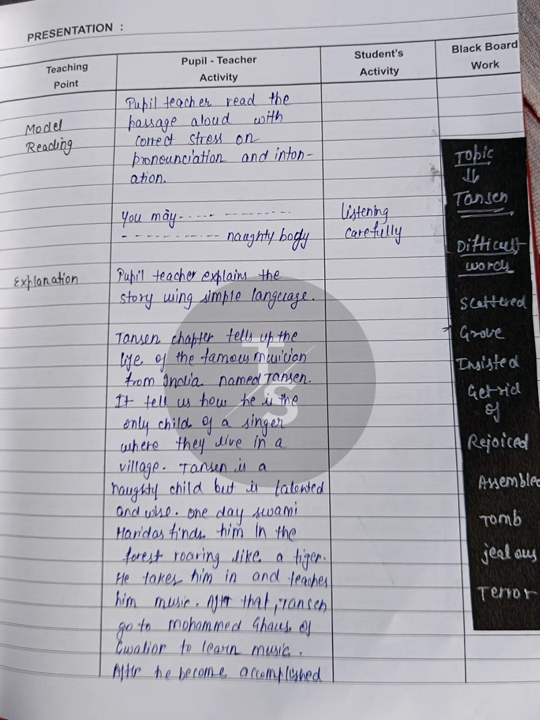 PRESENTATION :
Teaching
Point
Pupil - Teacher
Activity
Student's
Activity
Black Board
Work
Model
Reading
Pupil teacher read the
passage aloud with
correct stress on
pronounciation and inton-
ation.
You may----- ----------
- ---------- naughty body
listening
carefully
Explanation
Pupil teacher explains the
story using simple language.
Tansen chapter tells up the
life of the famous musician
from India named Tansen.
It tell us how he is the
only child of a singer
where they live in a
village. Tansen is a
naughty child but is talented
and wise. one day swami
Haridas finds him in the
forest roaring like a tiger.
He takes him in and teaches
him music. After that, Tansen
go to mohammed Ghaus of
Gwalior to learn music.
After he become accompleshed
Topic
Tansen
Difficult
words
Scattered
Grove
Insisted
Get rid
of
Rejoiced
Assembled
Tomb
jealous
Terror
JS